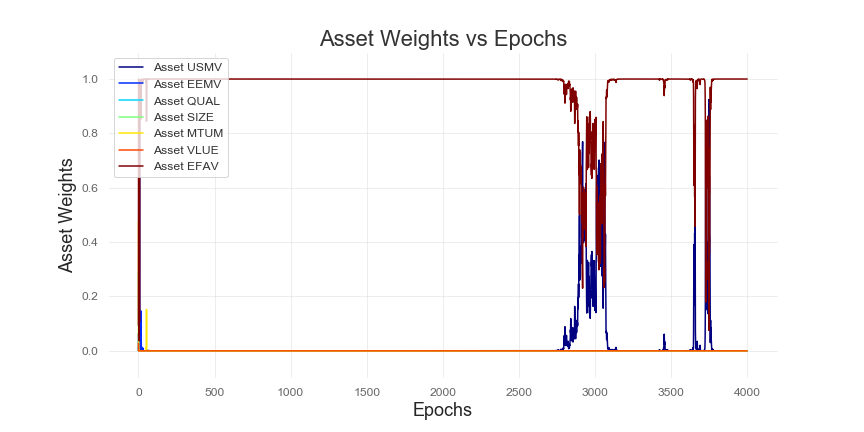 Asset Weights vs Epochs
Asset USMV
Asset EEMV
Asset QUAL
Asset SIZE
Asset MTUM
Asset VLUE
Asset EFAV
Asset Weights
1.0
0.8
0.6
0.4
0.2
0.0
0 500 1000 1500 2000 2500 3000 3500 4000
Epochs